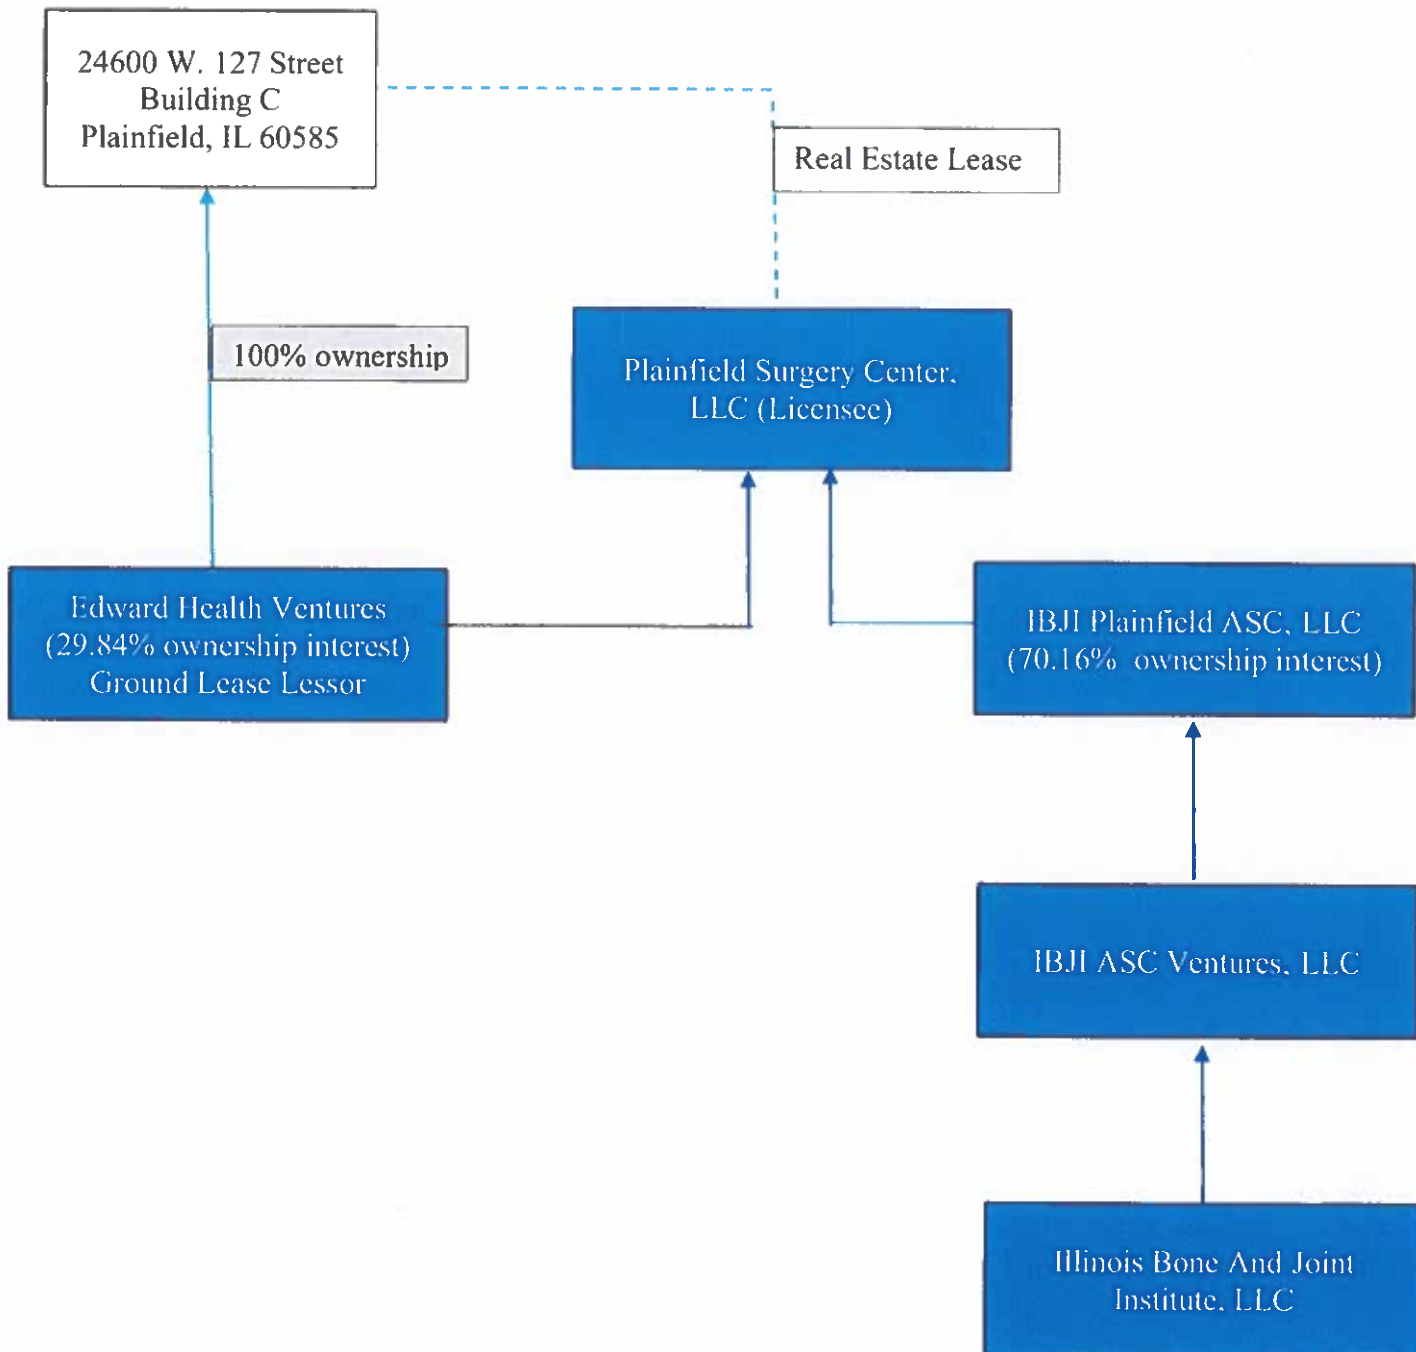 24600 W. 127 Street
Building C
Plainfield, IL 60585
Real Estate Lease
100% ownership
Plainfield Surgery Center,
LLC (Licensee)
Edward Health Ventures
(29.84% ownership interest)
Ground Lease Lessor
IBJI Plainfield ASC, LLC
(70.16% ownership interest)
IBJI ASC Ventures, LLC
Illinois Bone And Joint
Institute, LLC